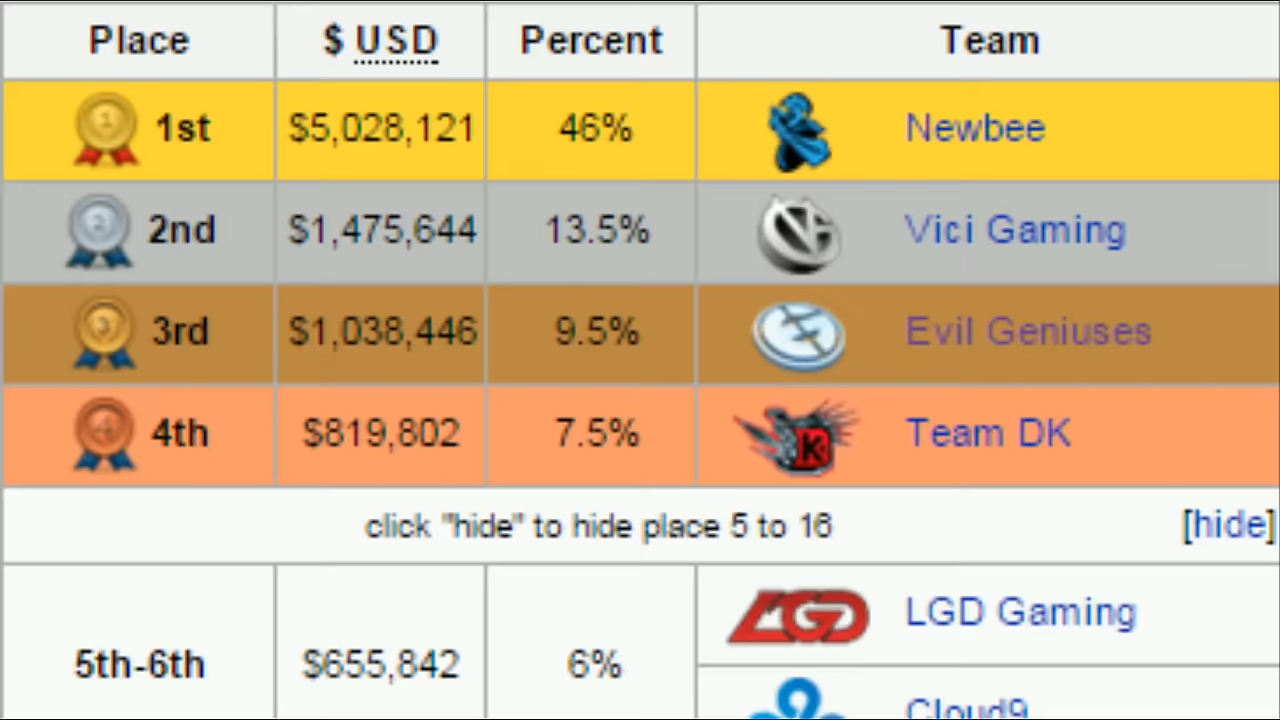 Place $ USD Percent Team
1st $5,028,121 46% Newbee
2nd $1,475,644 13.5% Vici Gaming
3rd $1,038,446 9.5% Evil Geniuses
4th $819,802 7.5% Team DK
click "hide" to hide place 5 to 16 [hide]
LGD LGD Gaming
5th-6th $655,842 6%
Cloud9